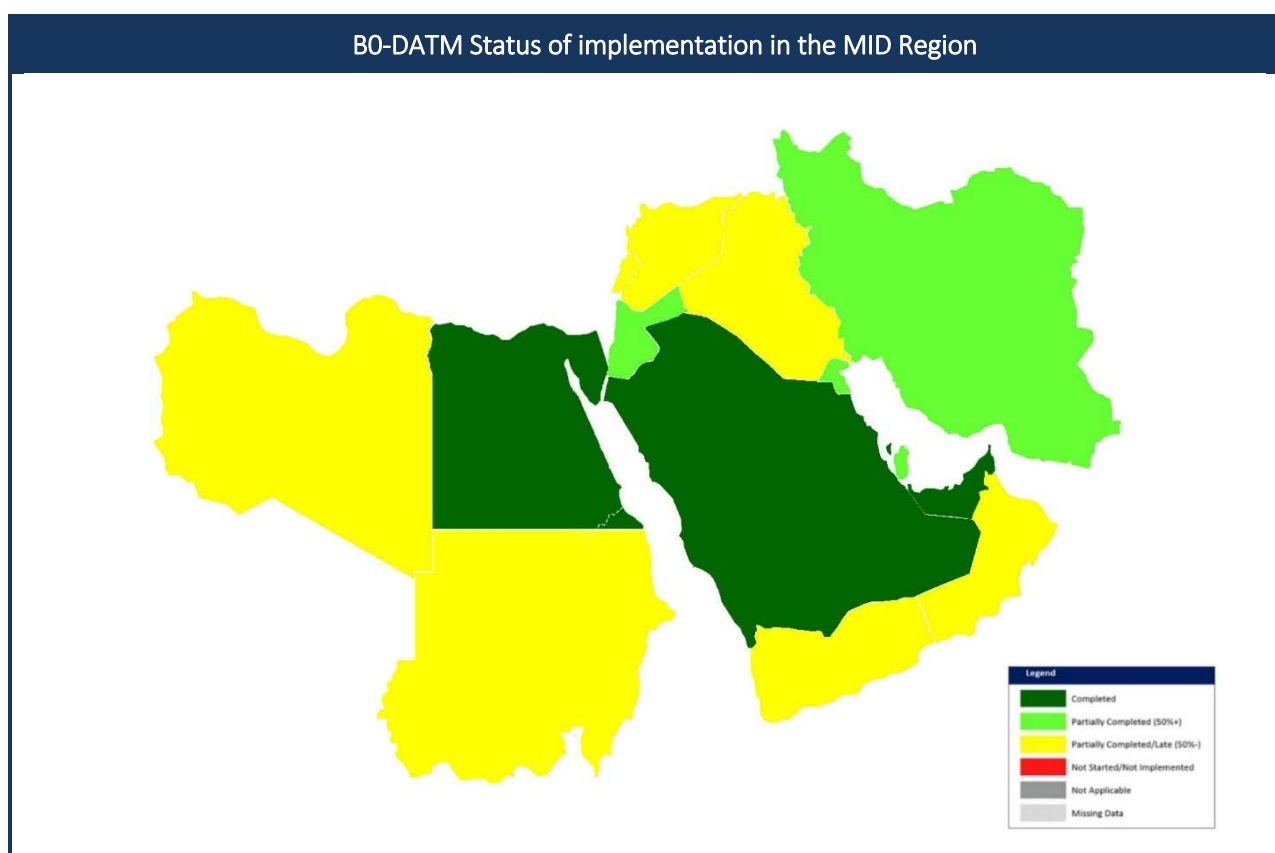 B0-DATM Status of implementation in the MID Region
Legend
Completed
Partially Completed (50%+)
Partially Completed/Late (50%-)
Not Started/Not Implemented
Not Applicable
Missing Data